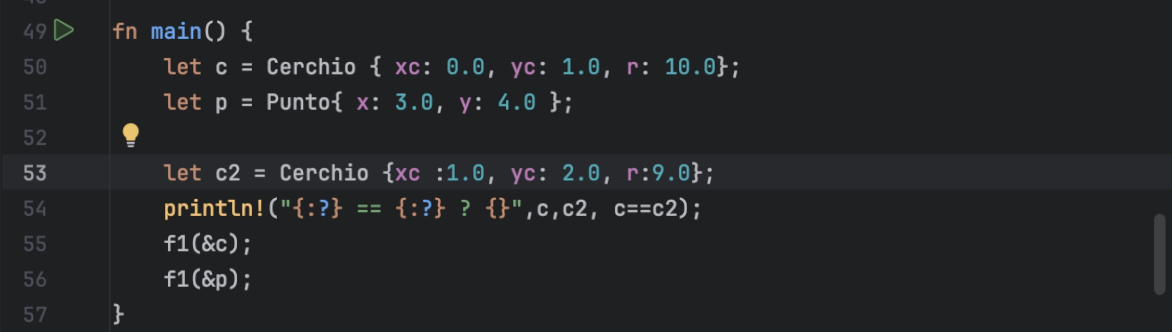 49 fn main() {
50 let c = Cerchio { xc: 0.0, yc: 1.0, r: 10.0};
51 let p = Punto{ x: 3.0, y: 4.0 };
52
53 let c2 = Cerchio {xc :1.0, yc: 2.0, r:9.0};
54 println!("{:?} == {:?} ? {}",c,c2, c==c2);
55 f1(&c);
56 f1(&p);
57 }